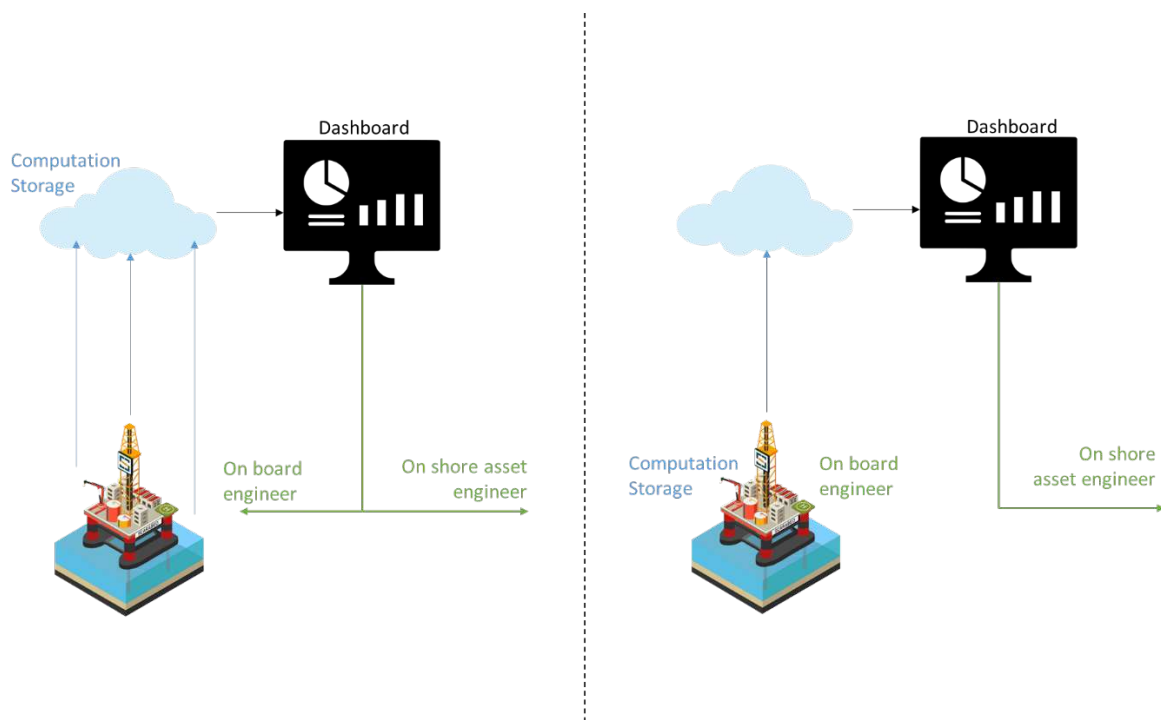 Dashboard
Computation
Storage
On board
engineer
On shore asset
engineer
Dashboard
Computation
Storage
On board
engineer
On shore
asset engineer